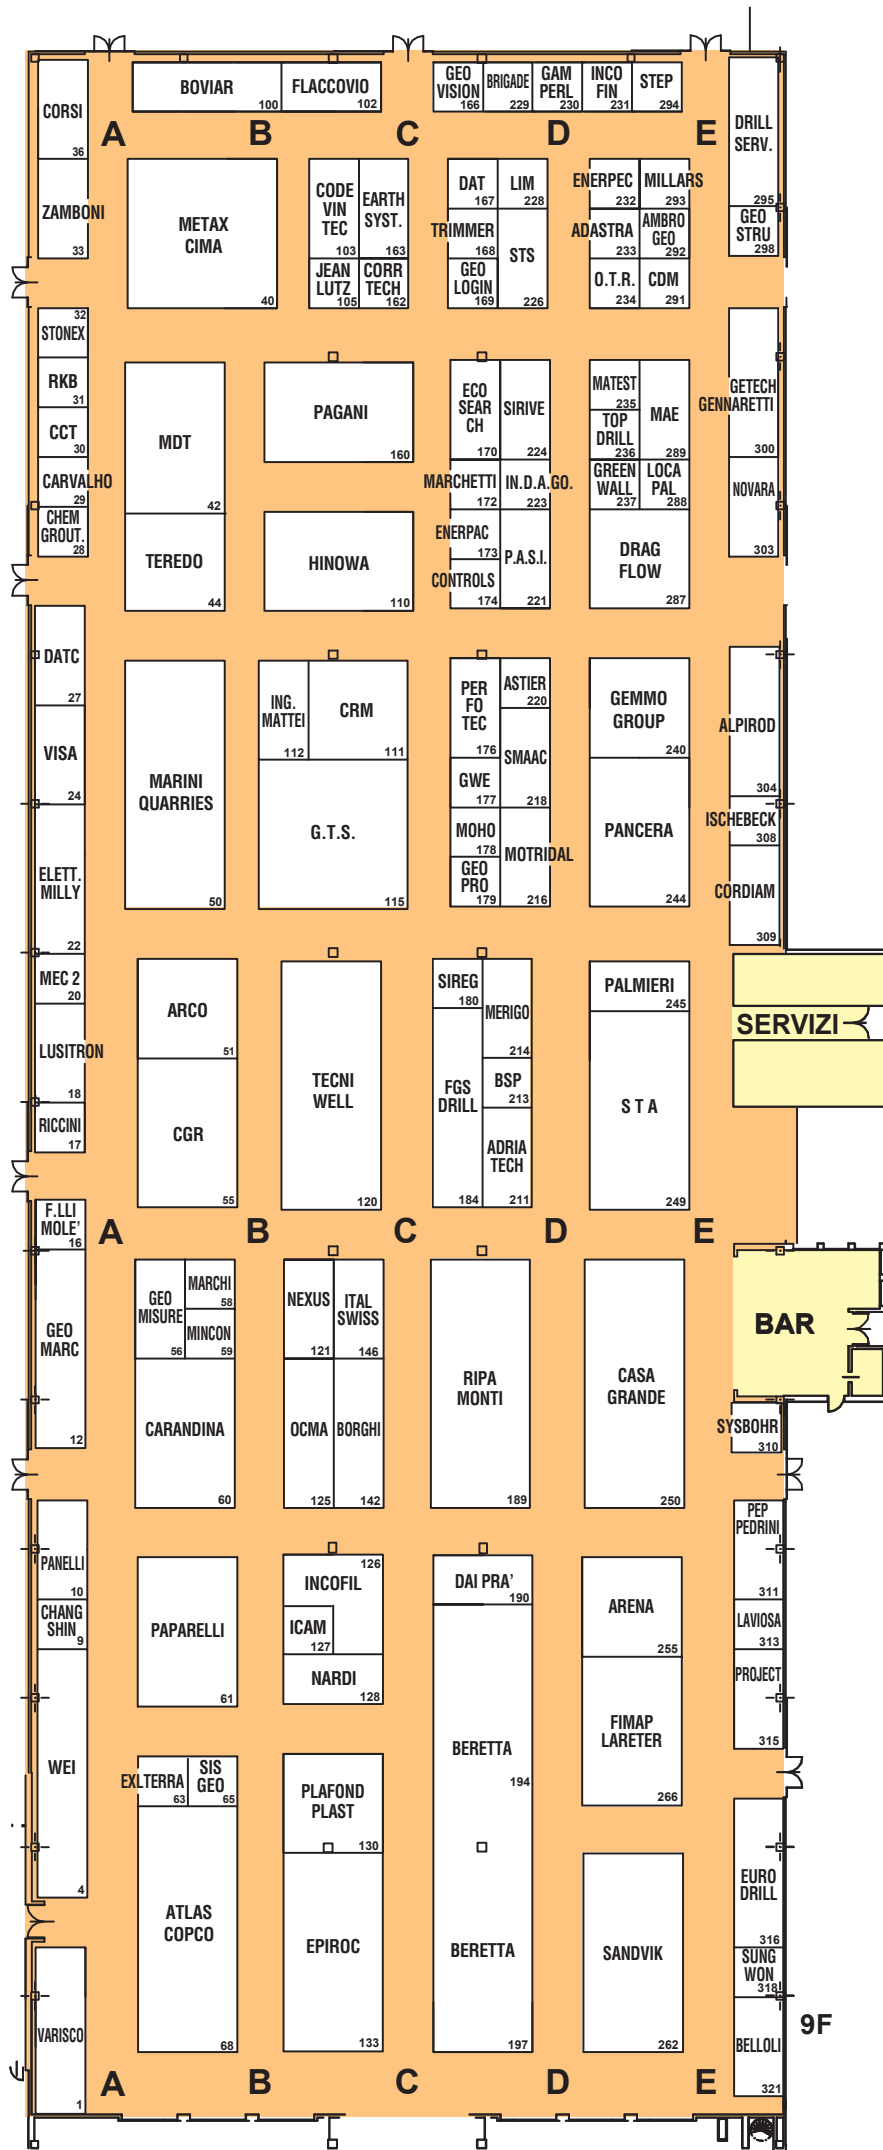 BOVIAR
100
FLACCOVIO
102
GEO
VISION
166
BRIGADE
229
GAM
PERL
230
INCO
FIN
231
STEP
294
CORSI
36
A
B
C
D
E
DRILL
SERV.
295
ZAMBONI
33
METAX
CIMA
40
CODE
VIN
TEC
103
EARTH
SYST.
163
JEAN
LUTZ
105
CORR
TECH
162
DAT
167
LIM
228
TRIMMER
168
STS
226
GEO
LOGIN
169
ENERPEC
232
MILLARS
293
ADASTRA
233
AMBRO
GEO
292
O.T.R.
234
CDM
291
GEO
STRU
298
32
STONEX
RKB
31
CCT
30
CARVALHO
29
CHEM
GROUT.
28
MDT
42
TEREDO
44
PAGANI
160
HINOWA
110
ECO
SEAR
CH
170
SIRIVE
224
MARCHETTI
172
IN.D.A.GO.
223
ENERPAC
173
P.A.S.I.
221
CONTROLS
174
MATEST
235
MAE
289
TOP
DRILL
236
GREEN
WALL
237
LOCA
PAL
288
DRAG
FLOW
287
GETECH
GENNARETTI
300
NOVARA
303
DATC
27
VISA
24
ELETT.
MILLY
22
MARINI
QUARRIES
50
ING.
MATTEI
112
CRM
111
G.T.S.
115
PER
FO
TEC
176
ASTIER
220
SMAAC
218
GWE
177
MOHO
178
MOTRIDAL
216
GEO
PRO
179
GEMMO
GROUP
240
PANCERA
244
ALPIROD
304
ISCHEBECK
308
CORDIAM
309
MEC 2
20
LUSITRON
18
RICCINI
17
ARCO
51
CGR
55
TECNI
WELL
120
SIREG
180
MERIGO
214
FGS
DRILL
184
BSP
213
ADRIA
TECH
211
PALMIERI
245
S T A
249
SERVIZI
F.LLI
MOLE'
16
A
B
C
D
E
GEO
MARC
12
GEO
MISURE
56
MARCHI
58
MINCON
59
CARANDINA
60
NEXUS
121
ITAL
SWISS
146
OCMA
125
BORGHI
142
RIPA
MONTI
189
CASA
GRANDE
250
BAR
SYSBOHR
310
PANELLI
10
CHANG
SHIN
9
WEI
4
PAPARELLI
61
126
INCOFIL
ICAM
127
NARDI
128
DAI PRA'
190
BERETTA
194
ARENA
255
FIMAP
LARETER
266
PEP
PEDRINI
311
LAVIOSA
313
PROJECT
315
EXLTERRA
63
SIS
GEO
65
ATLAS
COPCO
68
PLAFOND
PLAST
130
EPIROC
133
BERETTA
197
SANDVIK
262
EURO
DRILL
316
SUNG
WON
318
BELLOLI
321
9F
VARISCO
1
A
B
C
D
E